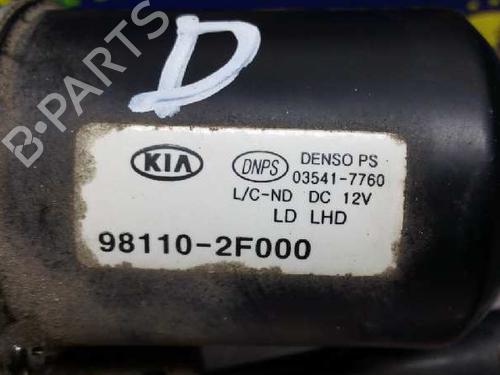 D
B-PARTS
KIA
DNPS
DENSO PS
03541-7760
L/C-ND DC 12V
LD LHD
98110-2F000